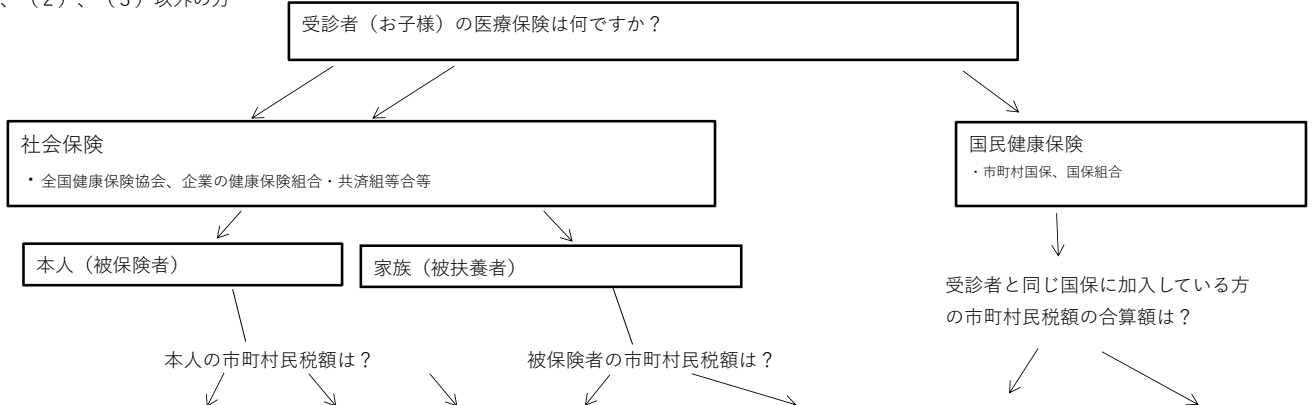 、（２）、（３）以外の方
受診者（お子様）の医療保険は何ですか？
社会保険
・全国健康保険協会、企業の健康保険組合・共済組等合等
国民健康保険
・市町村国保、国保組合
本人（被保険者）
家族（被扶養者）
受診者と同じ国保に加入している方
の市町村民税額の合算額は？
本人の市町村民税額は？
被保険者の市町村民税額は？